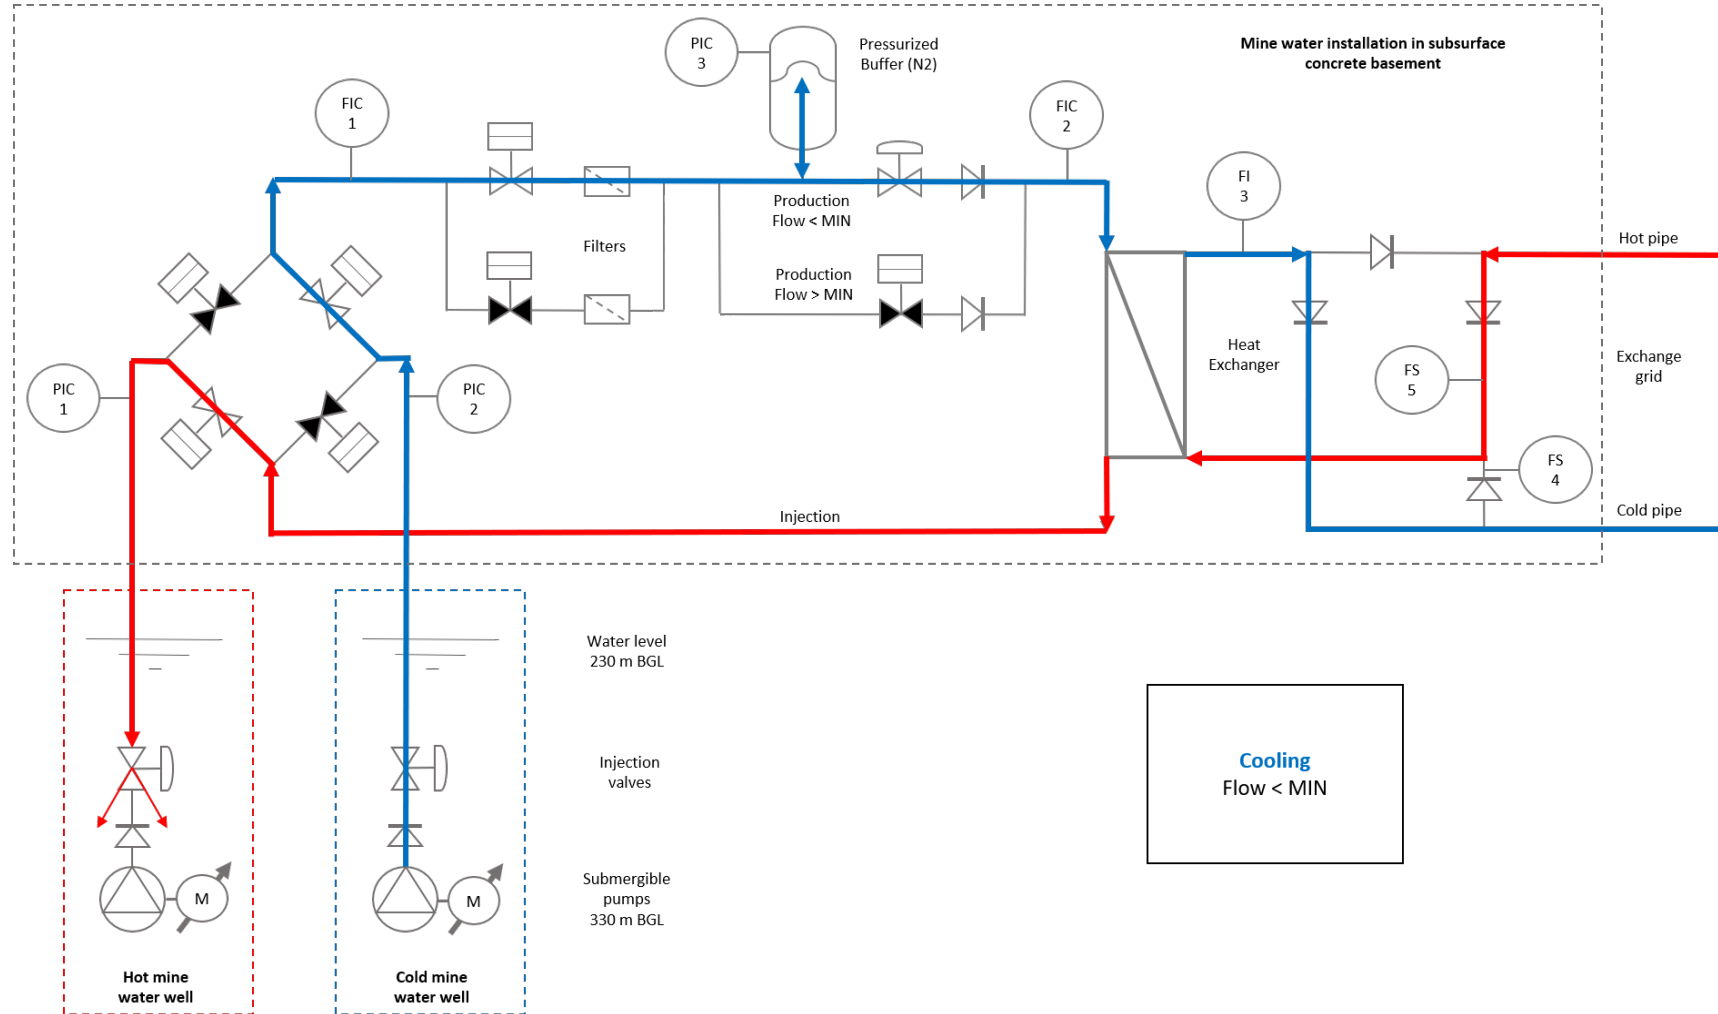 PIC
3
Pressurized
Buffer (N2)
Mine water installation in subsurface
concrete basement
FIC
1
FIC
2
FI
3
Production
Flow < MIN
Filters
Production
Flow > MIN
Hot pipe
Heat
Exchanger
Exchange
grid
PIC
1
PIC
2
FS
5
FS
4
Injection
Cold pipe
Water level
230 m BGL
Injection
valves
Cooling
Flow < MIN
Submergible
pumps
330 m BGL
M
M
Hot mine
water well
Cold mine
water well